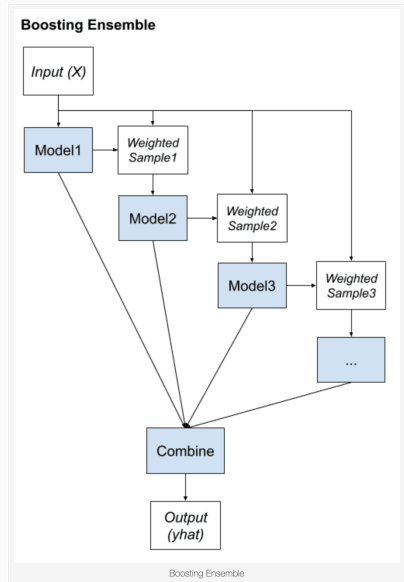 Boosting Ensemble
Input (X)
Model1
Weighted
Sample1
Model2
Weighted
Sample2
Model3
Weighted
Sample3
...
Combine
Output
(yhat)
Boosting Ensemble